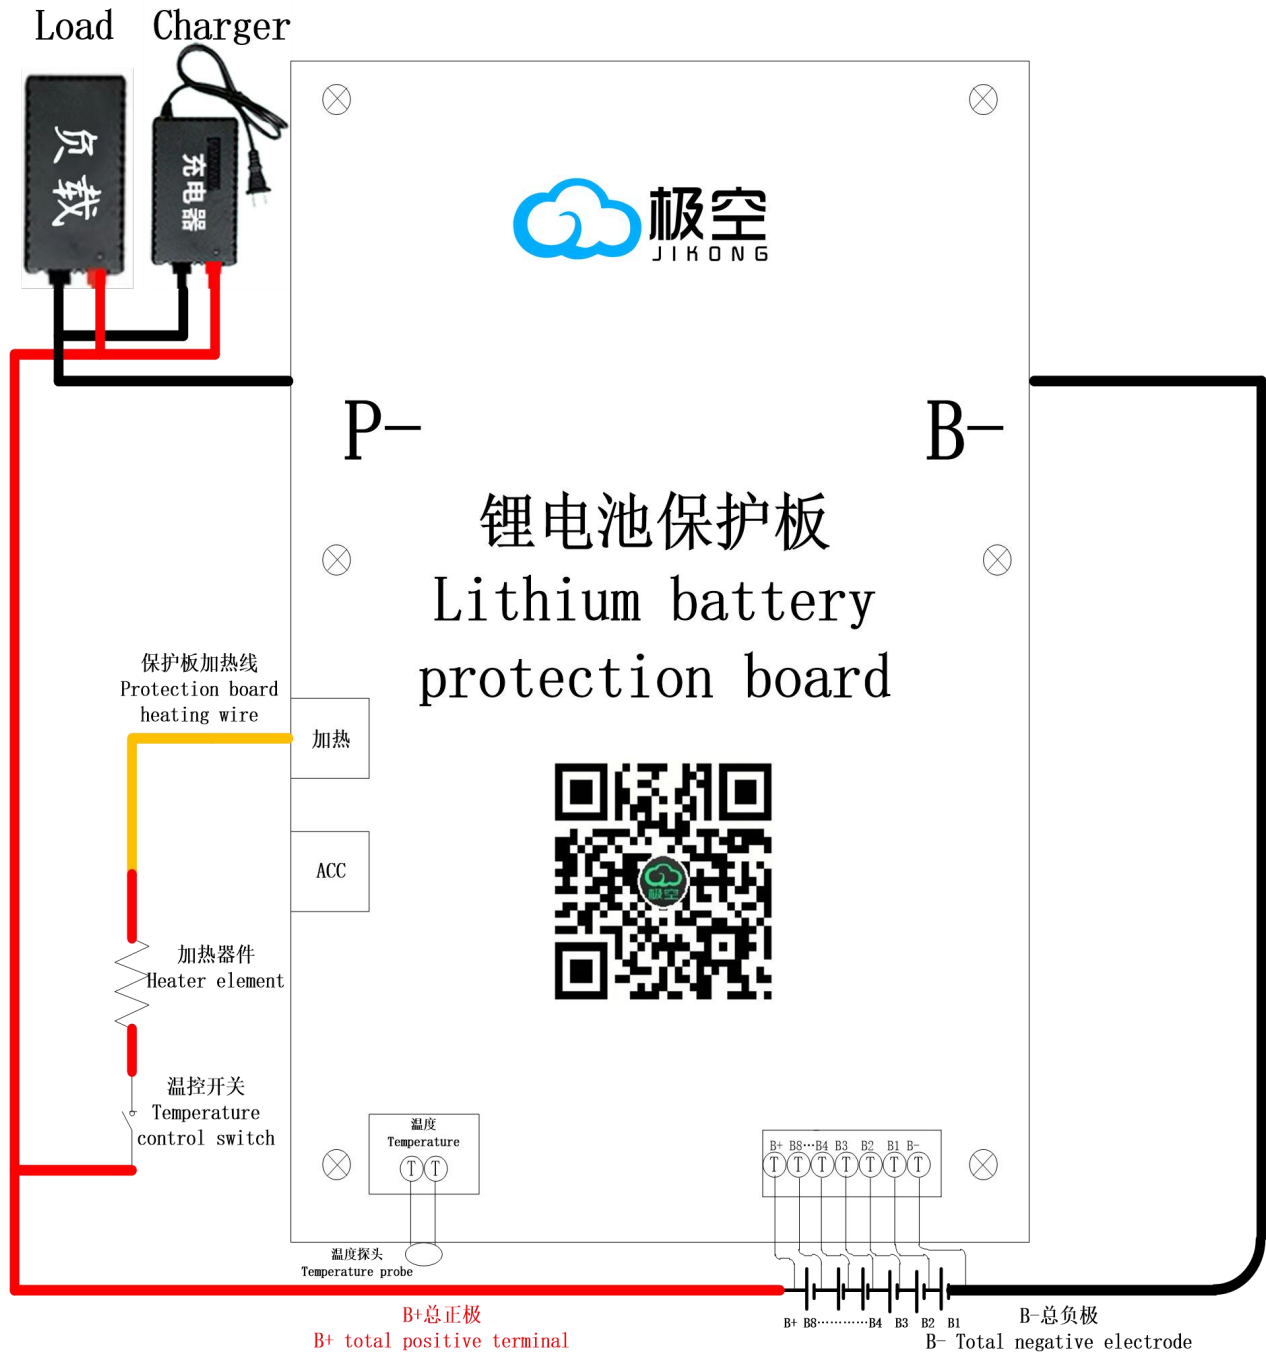 Load
Charger
负载
充电器
极空
JIKONG
P-
B-
锂电池保护板
Lithium battery
protection board
保护板加热线
Protection board
heating wire
加热
ACC
极空
加热器件
Heater element
温控开关
Temperature
control switch
温度
Temperature
T T
B+ B8···B4 B3 B2 B1 B-
T T T T T T T
温度探头
Temperature probe
B+总正极
B+ total positive terminal
B+ B8············B4 B3 B2 B1
B-总负极
B- Total negative electrode